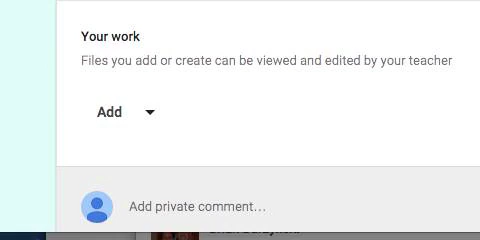 Your work
Files you add or create can be viewed and edited by your teacher
Add
Add private comment...